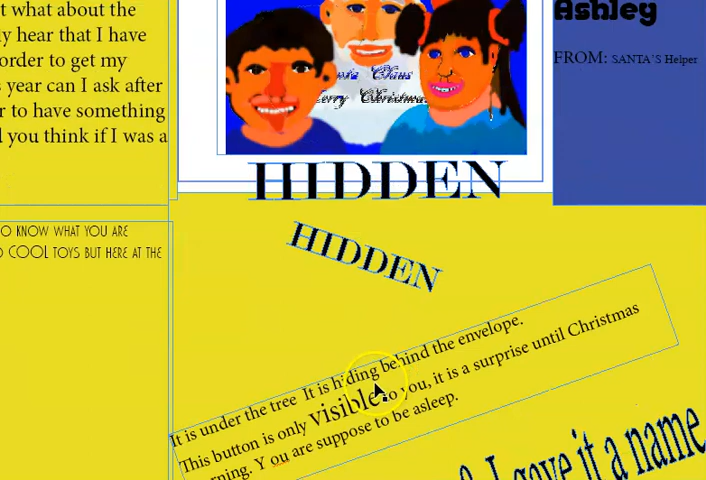 t what about the
y hear that I have
order to get my
s year can I ask after
r to have something
d you think if I was a
O KNOW WHAT YOU ARE
D COOL TOYS BUT HERE AT THE
HIDDEN
HIDDEN
Ashley
FROM: SANTA'S Helper
It is under the tree It is hiding behind the envelope.
This button is only visible to you, it is a surprise until Christmas
rning. Y ou are suppose to be asleep.
I gave it a name